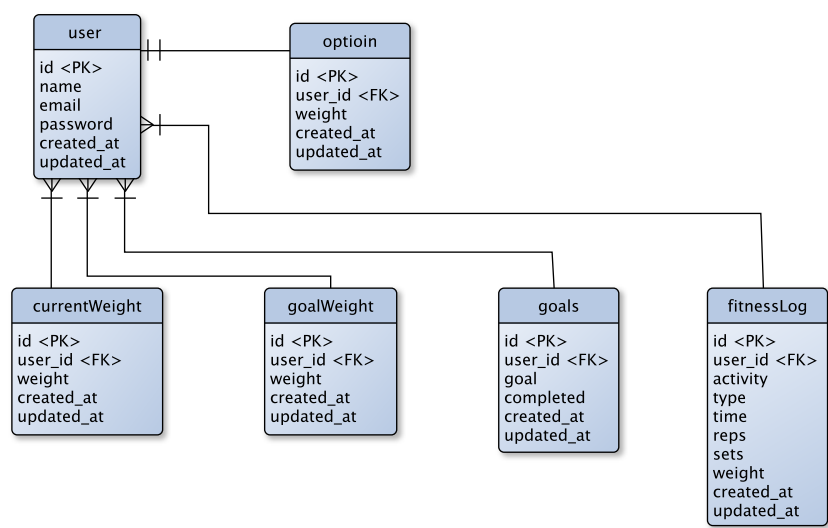 user
id <PK>
name
email
password
created_at
updated_at
optioin
id <PK>
user_id <FK>
weight
created_at
updated_at
currentWeight
id <PK>
user_id <FK>
weight
created_at
updated_at
goalWeight
id <PK>
user_id <FK>
weight
created_at
updated_at
goals
id <PK>
user_id <FK>
goal
completed
created_at
updated_at
fitnessLog
id <PK>
user_id <FK>
activity
type
time
reps
sets
weight
created_at
updated_at